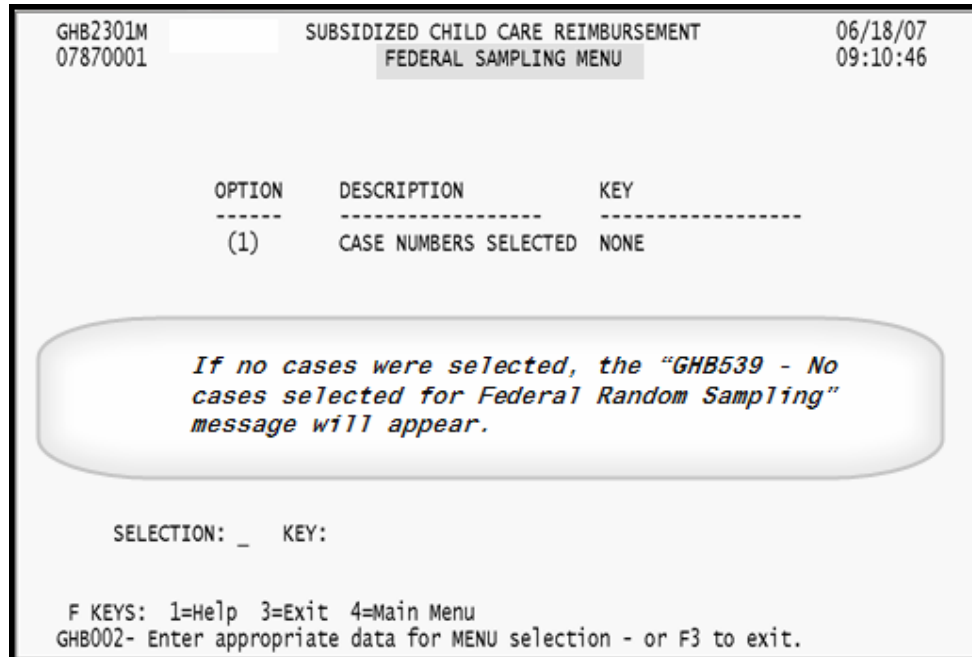 GHB2301M SUBSIDIZED CHILD CARE REIMBURSEMENT 06/18/07
07870001 FEDERAL SAMPLING MENU 09:10:46
OPTION DESCRIPTION KEY
------ ------------------ ------------------
(1) CASE NUMBERS SELECTED NONE
If no cases were selected, the “GHB539 - No
cases selected for Federal Random Sampling”
message will appear.
SELECTION: _ KEY:
F KEYS: 1=Help 3=Exit 4=Main Menu
GHB002- Enter appropriate data for MENU selection - or F3 to exit.